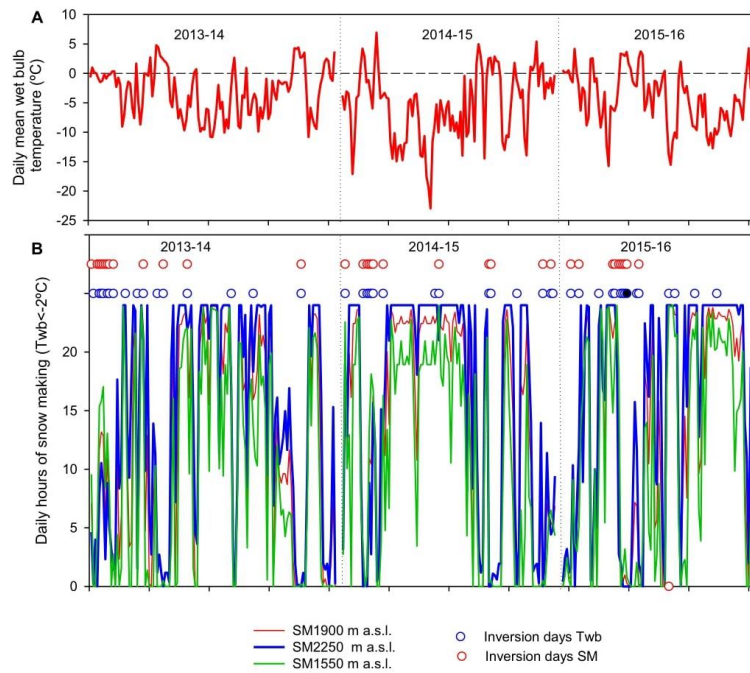 A
2013-14
2014-15
2015-16
Daily mean wet bulb
temperature (ºC)
10
5
0
-5
-10
-15
-20
-25
B
2013-14
2014-15
2015-16
Daily hours of snow making (Twb<-2ºC)
20
15
10
5
0
SM1900 m a.s.l.
SM2250 m a.s.l.
SM1550 m a.s.l.
Inversion days Twb
Inversion days SM